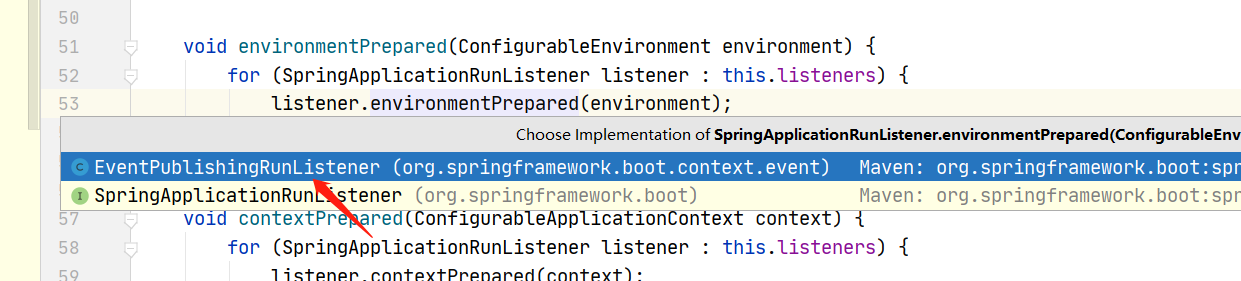 50
51 void environmentPrepared(ConfigurableEnvironment environment) {
52 for (SpringApplicationRunListener listener : this.listeners) {
53 listener.environmentPrepared(environment);
Choose Implementation of SpringApplicationRunListener.environmentPrepared(ConfigurableEnv
C EventPublishingRunListener (org.springframework.boot.context.event) Maven: org.springframework.boot:spr
I SpringApplicationRunListener (org.springframework.boot) Maven: org.springframework.boot:spr
57 void contextPrepared(ConfigurableApplicationContext context) {
58 for (SpringApplicationRunListener listener : this.listeners) {
59 listener.contextPrepared(context);